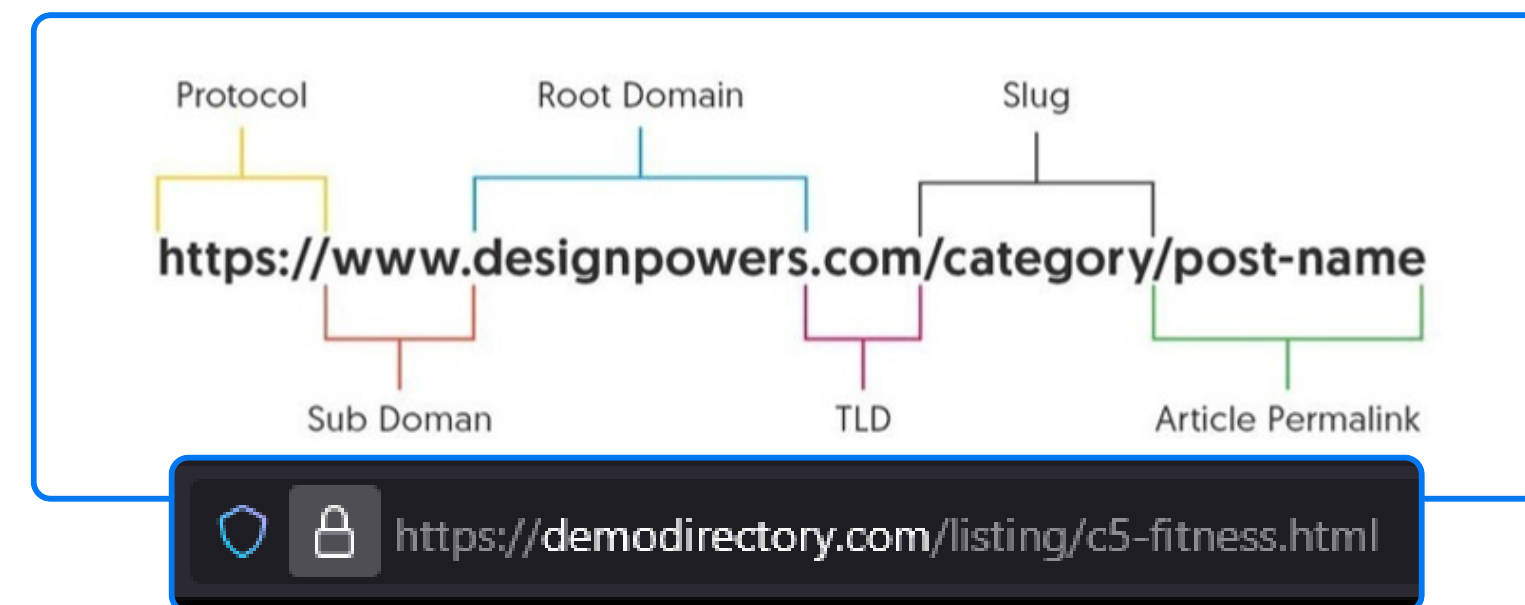 Protocol Root Domain Slug
https://www.designpowers.com/category/post-name
Sub Doman TLD Article Permalink
https://demodirectory.com/listing/c5-fitness.html